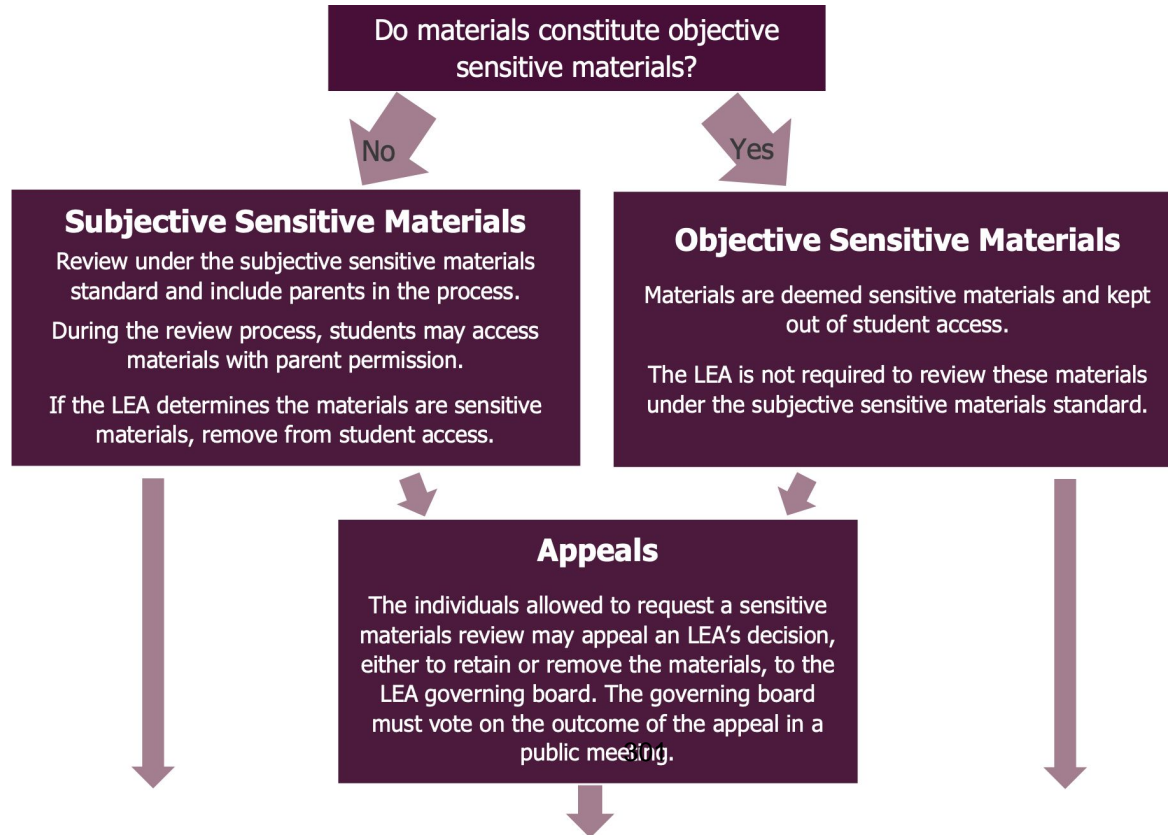 Do materials constitute objective
sensitive materials?
No
Yes
Subjective Sensitive Materials
Review under the subjective sensitive materials
standard and include parents in the process.
During the review process, students may access
materials with parent permission.
If the LEA determines the materials are sensitive
materials, remove from student access.
Objective Sensitive Materials
Materials are deemed sensitive materials and kept
out of student access.
The LEA is not required to review these materials
under the subjective sensitive materials standard.
Appeals
The individuals allowed to request a sensitive
materials review may appeal an LEA’s decision,
either to retain or remove the materials, to the
LEA governing board. The governing board
must vote on the outcome of the appeal in a
public meeting.
301